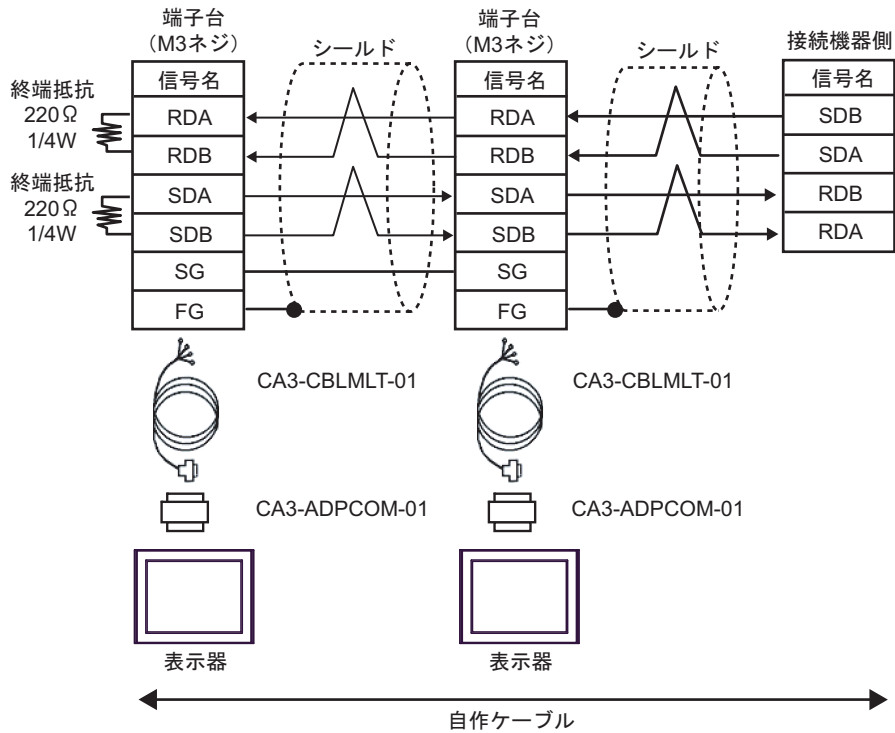 端子台
（M3ネジ）
シールド
端子台
（M3ネジ）
シールド
接続機器側
終端抵抗
220Ω
1/4W
終端抵抗
220Ω
1/4W
信号名
RDA
RDB
SDA
SDB
SG
FG
信号名
RDA
RDB
SDA
SDB
SG
FG
信号名
SDB
SDA
RDB
RDA
CA3-CBLMLT-01
CA3-CBLMLT-01
CA3-ADPCOM-01
CA3-ADPCOM-01
表示器
表示器
自作ケーブル